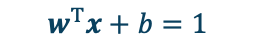 𝒘ᵀ𝒙 + b = 1